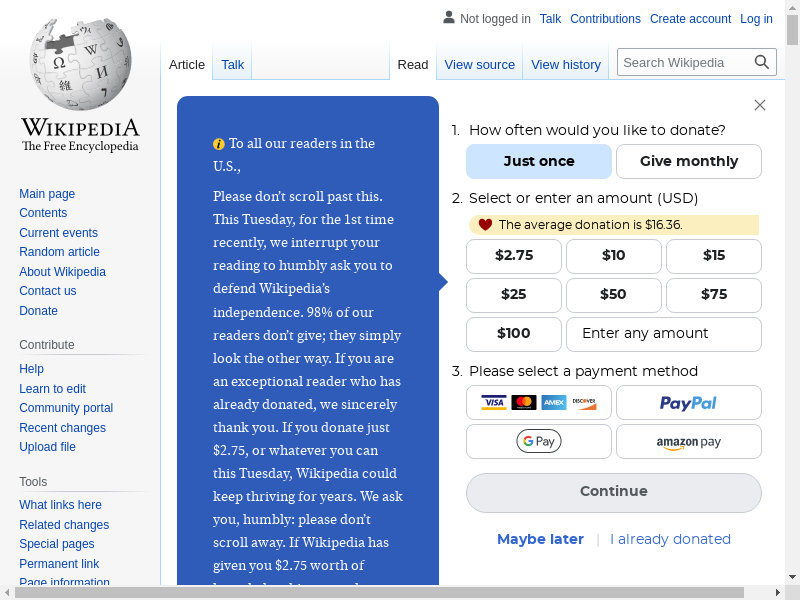 Not logged in Talk Contributions Create account Log in
Article Talk Read View source View history Search Wikipedia
Ω W И 維
WIKIPEDIA
The Free Encyclopedia
Main page
Contents
Current events
Random article
About Wikipedia
Contact us
Donate
Contribute
Help
Learn to edit
Community portal
Recent changes
Upload file
Tools
What links here
Related changes
Special pages
Permanent link
Page information
i To all our readers in the
U.S.,
Please don't scroll past this.
This Tuesday, for the 1st time
recently, we interrupt your
reading to humbly ask you to
defend Wikipedia's
independence. 98% of our
readers don't give; they simply
look the other way. If you are
an exceptional reader who has
already donated, we sincerely
thank you. If you donate just
$2.75, or whatever you can
this Tuesday, Wikipedia could
keep thriving for years. We ask
you, humbly: please don't
scroll away. If Wikipedia has
given you $2.75 worth of
1. How often would you like to donate?
Just once Give monthly
2. Select or enter an amount (USD)
The average donation is $16.36.
$2.75 $10 $15
$25 $50 $75
$100 Enter any amount
3. Please select a payment method
VISA AMEX DISCOVER PayPal
G Pay amazon pay
Continue
Maybe later | I already donated